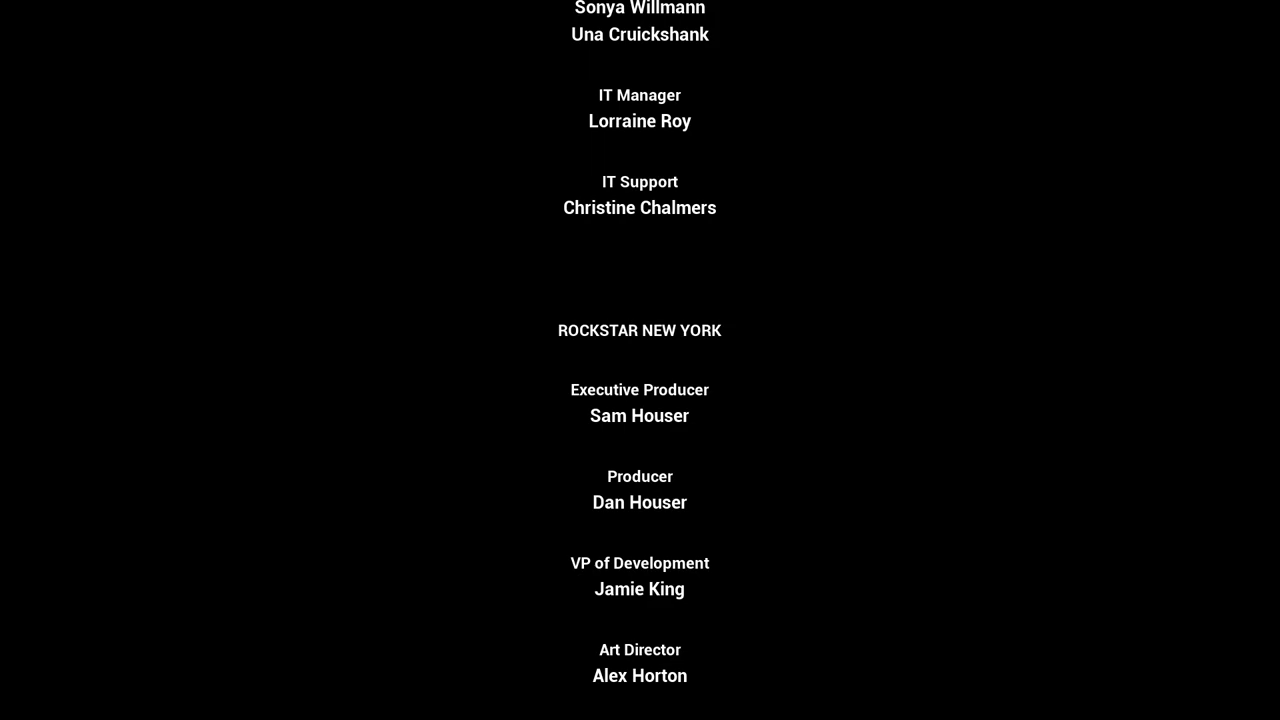 Sonya Willmann
Una Cruickshank
IT Manager
Lorraine Roy
IT Support
Christine Chalmers
ROCKSTAR NEW YORK
Executive Producer
Sam Houser
Producer
Dan Houser
VP of Development
Jamie King
Art Director
Alex Horton